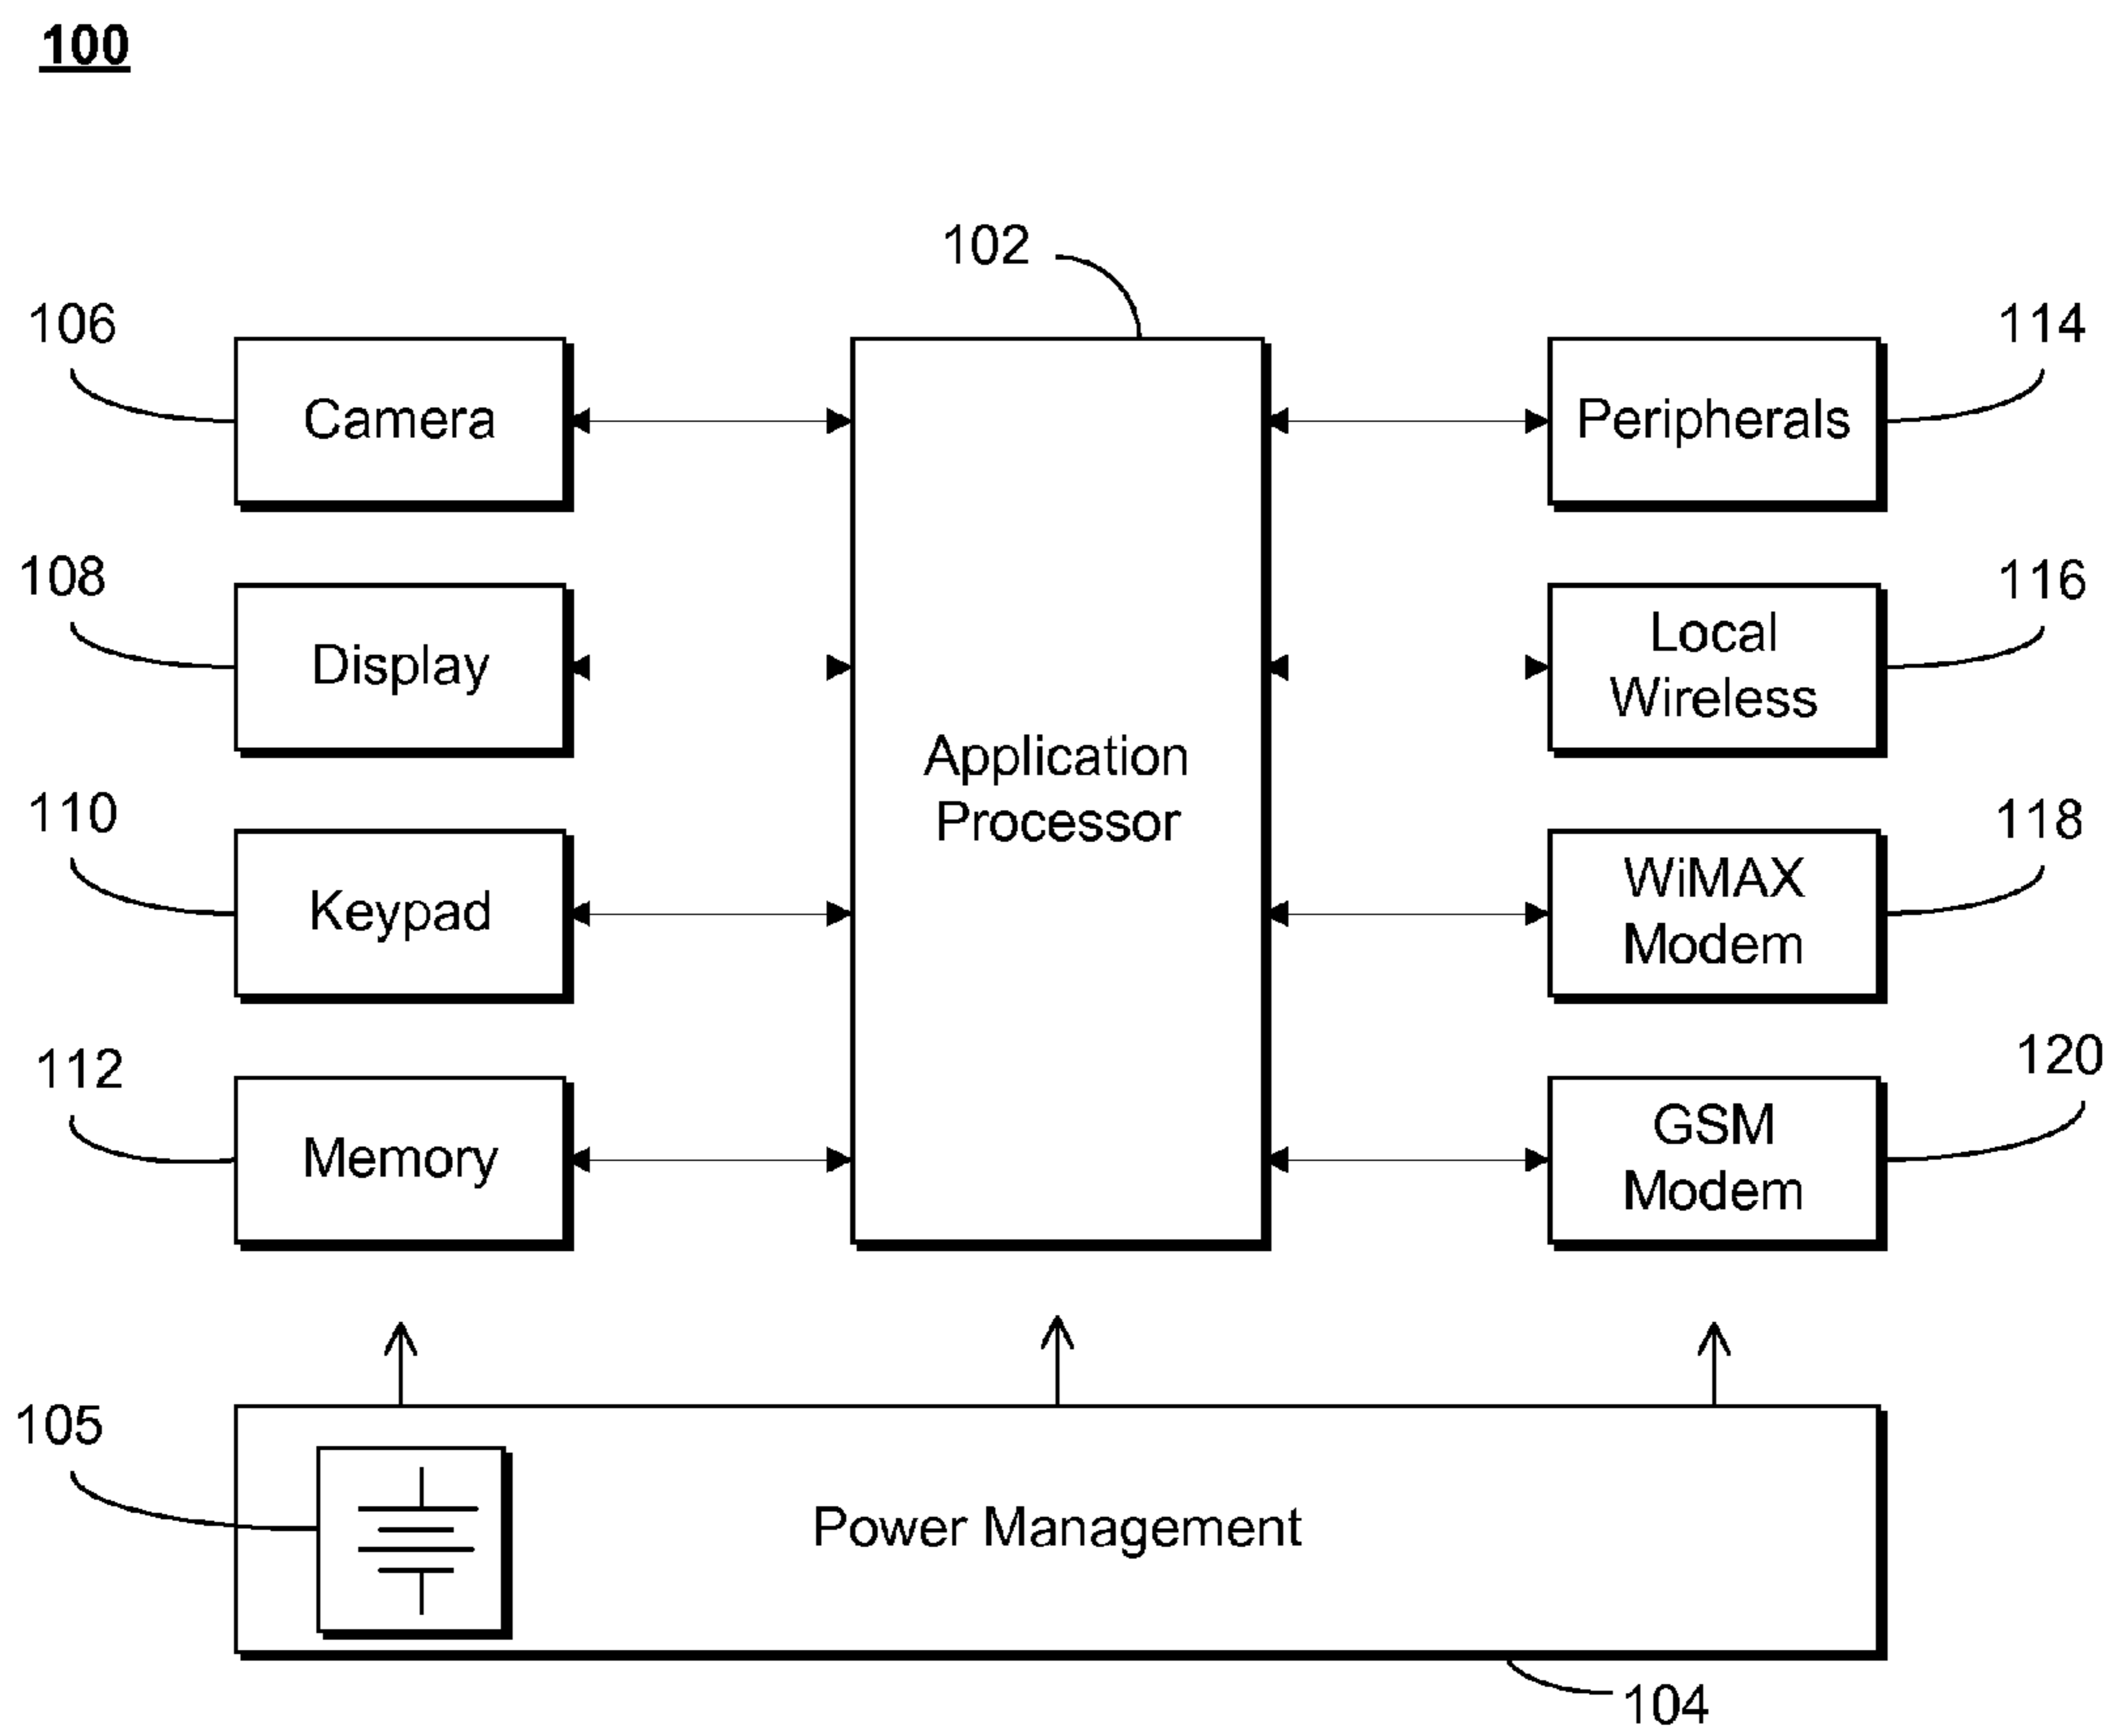 100
102
106
114
Camera
Peripherals
108
116
Display
Local
Wireless
Application
Processor
110
118
Keypad
WiMAX
Modem
112
120
Memory
GSM
Modem
105
Power Management
104